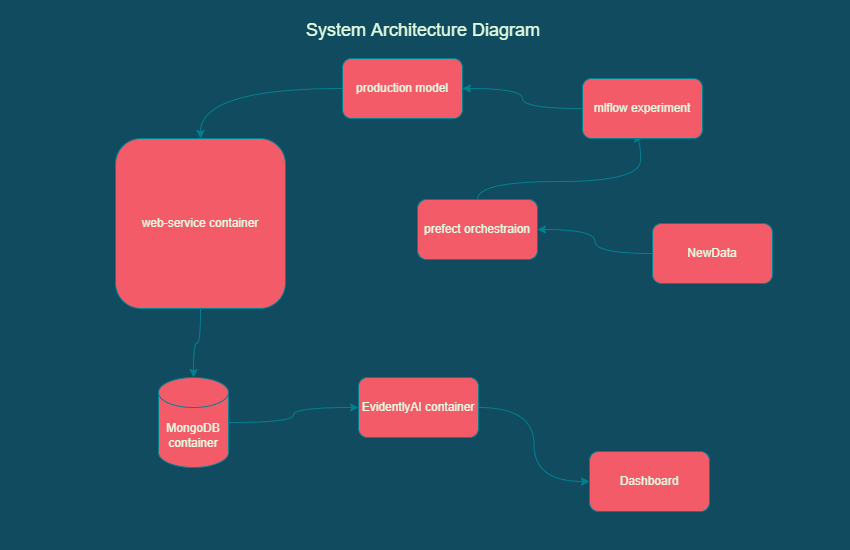 System Architecture Diagram
production model
mlflow experiment
web-service container
prefect orchestraion
NewData
MongoDB
container
EvidentlyAI container
Dashboard